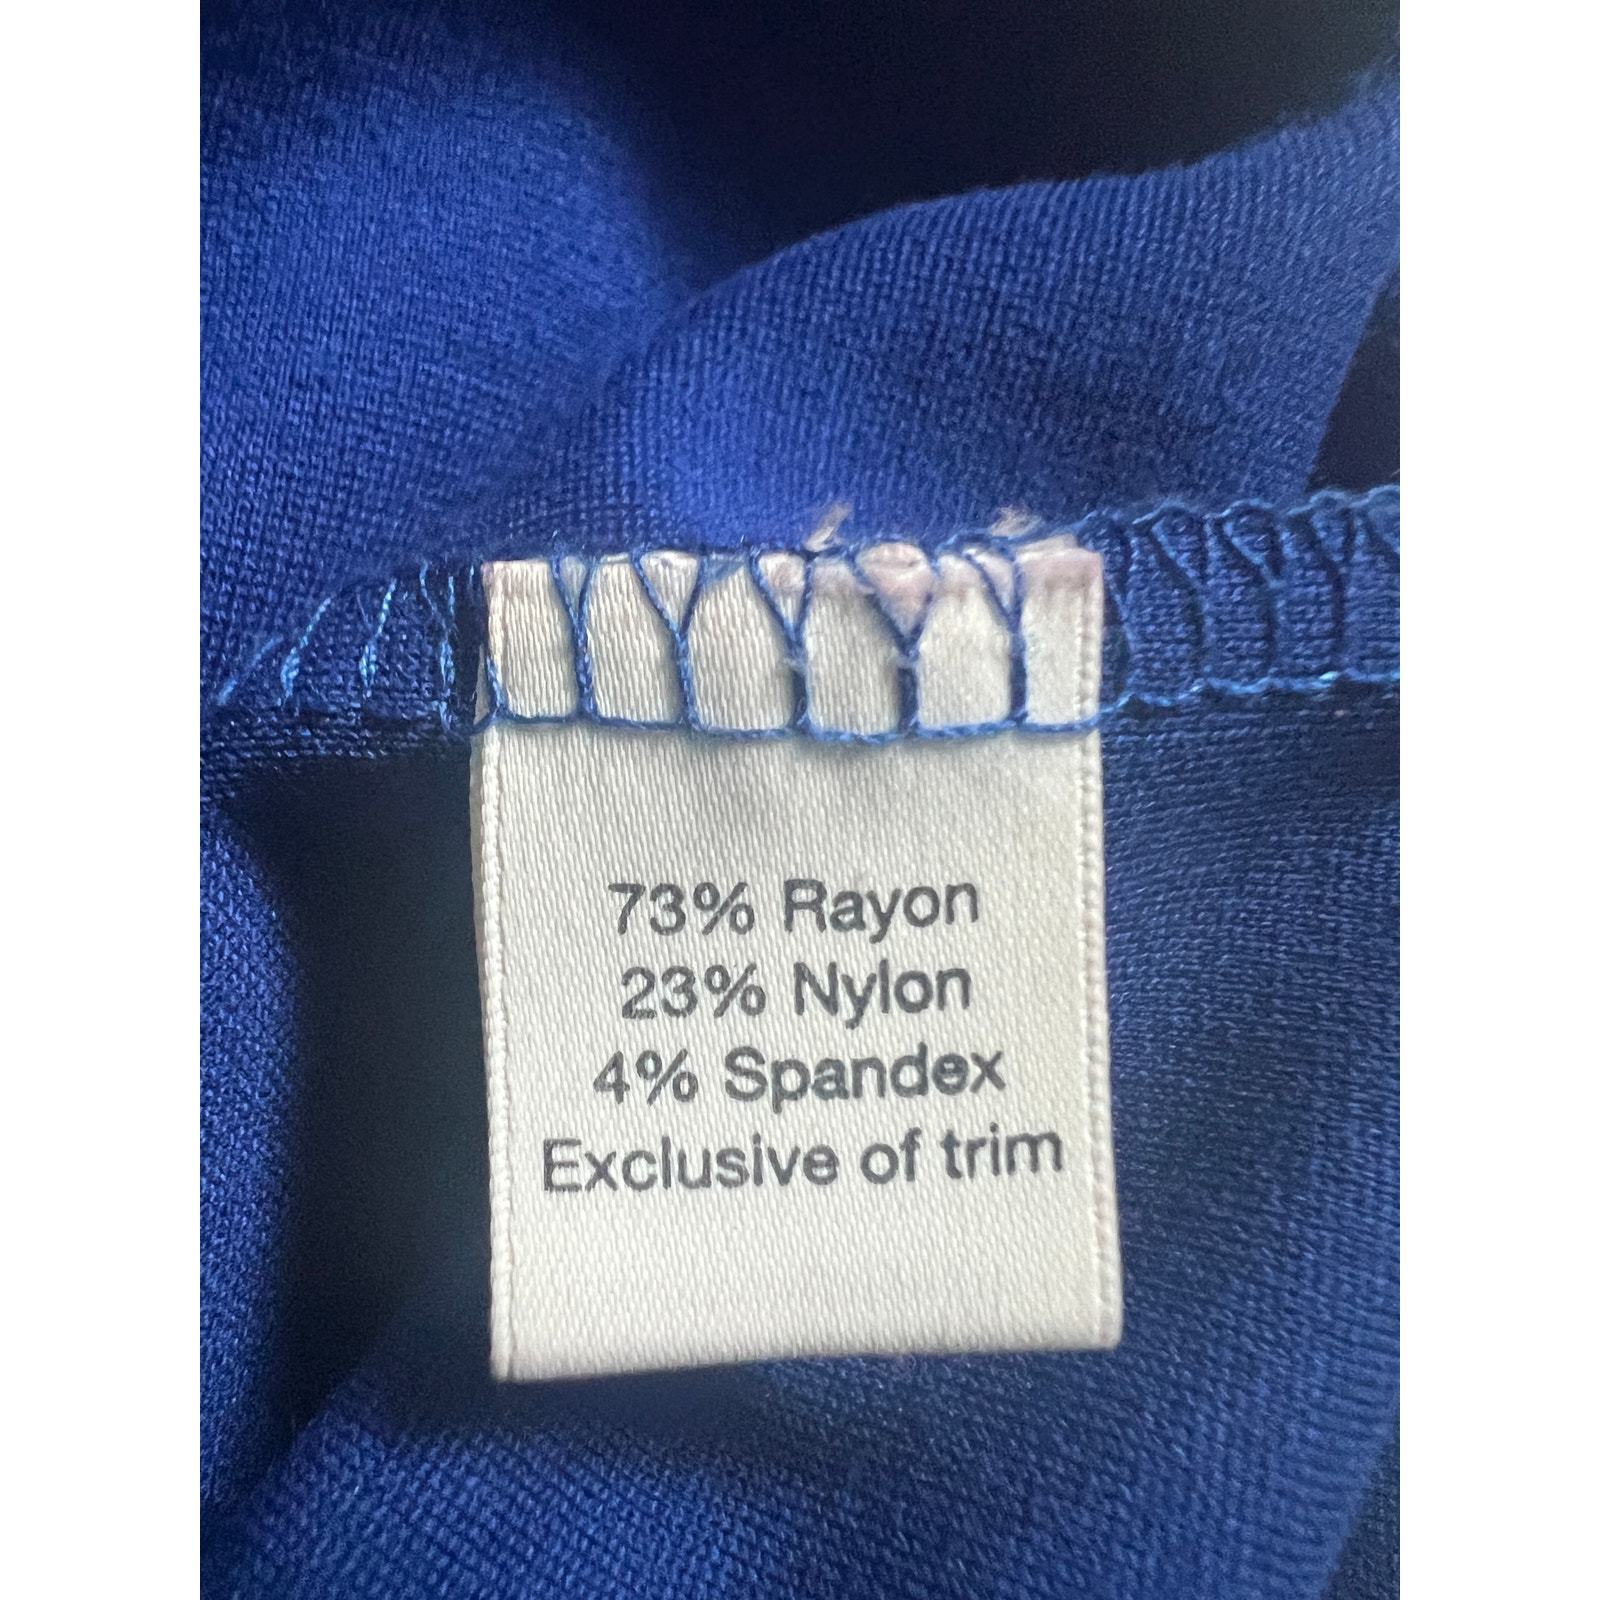 73% Rayon
23% Nylon
4% Spandex
Exclusive of trim